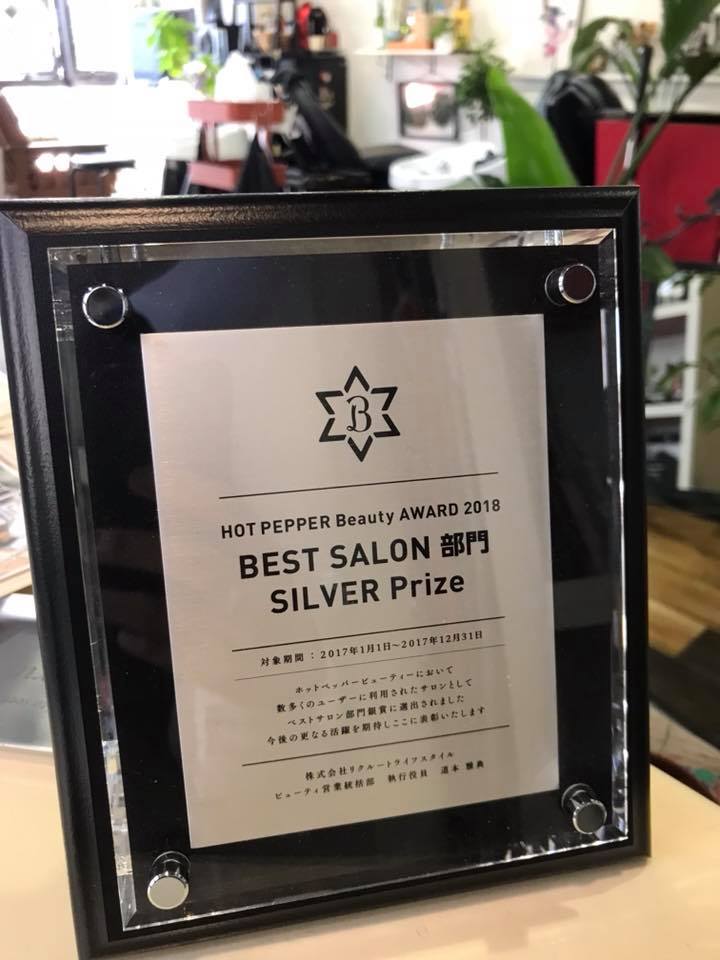 B
HOT PEPPER Beauty AWARD 2018
BEST SALON 部門
SILVER Prize
対象期間 : 2017年1月1日～2017年12月31日
ホットペッパービューティーにおいて
数多くのユーザーに利用されたサロンとして
ベストサロン部門銀賞に選出されました
今後の更なる活躍を期待しここに表彰いたします
株式会社リクルートライフスタイル
ビューティ営業統括部 執行役員 道本 雅典